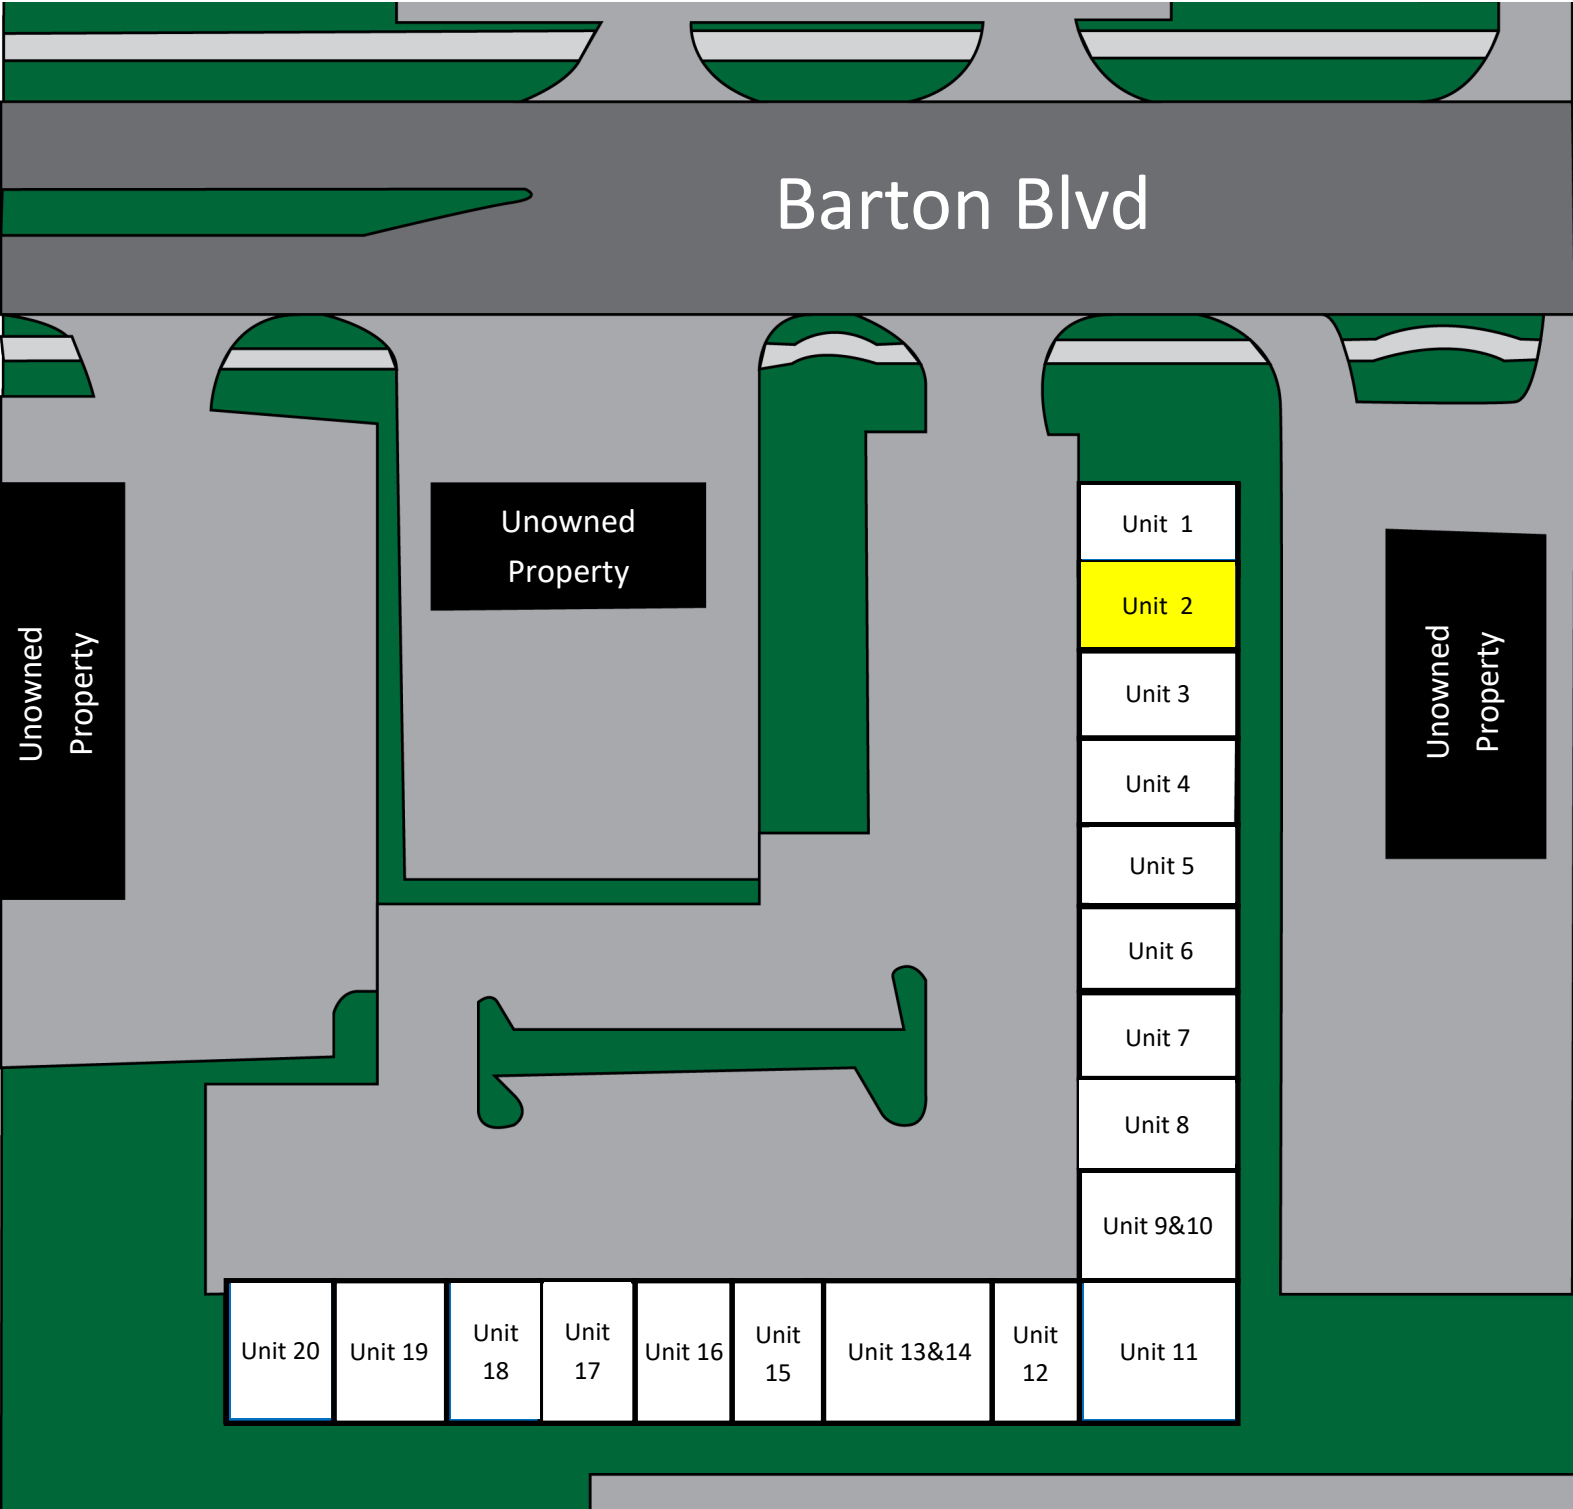 Barton Blvd
Unowned
Property
Unowned
Property
Unowned
Property
Unit 1
Unit 2
Unit 3
Unit 4
Unit 5
Unit 6
Unit 7
Unit 8
Unit 9&10
Unit 20
Unit 19
Unit
18
Unit
17
Unit 16
Unit
15
Unit 13&14
Unit
12
Unit 11